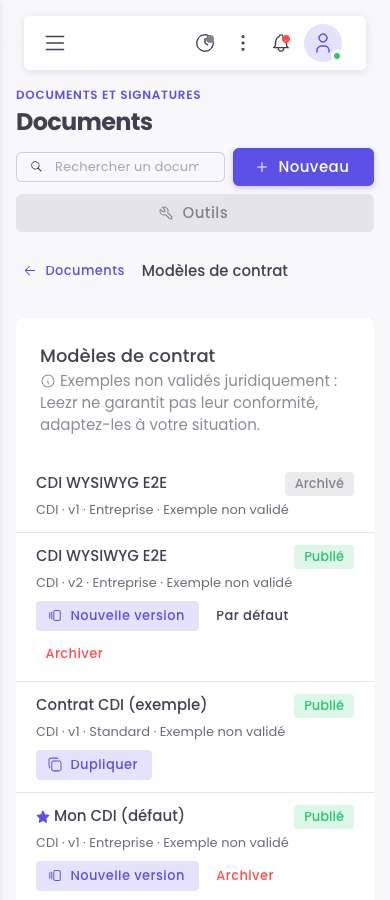 DOCUMENTS ET SIGNATURES
Documents
Rechercher un docum
Nouveau
Outils
Documents
Modèles de contrat
Modèles de contrat
Exemples non validés juridiquement :
Leezr ne garantit pas leur conformité,
adaptez-les à votre situation.
CDI WYSIWYG E2E
Archivé
CDI · v1 · Entreprise · Exemple non validé
CDI WYSIWYG E2E
Publié
CDI · v2 · Entreprise · Exemple non validé
Nouvelle version
Par défaut
Archiver
Contrat CDI (exemple)
Publié
CDI · v1 · Standard · Exemple non validé
Dupliquer
Mon CDI (défaut)
Publié
CDI · v1 · Entreprise · Exemple non validé
Nouvelle version
Archiver